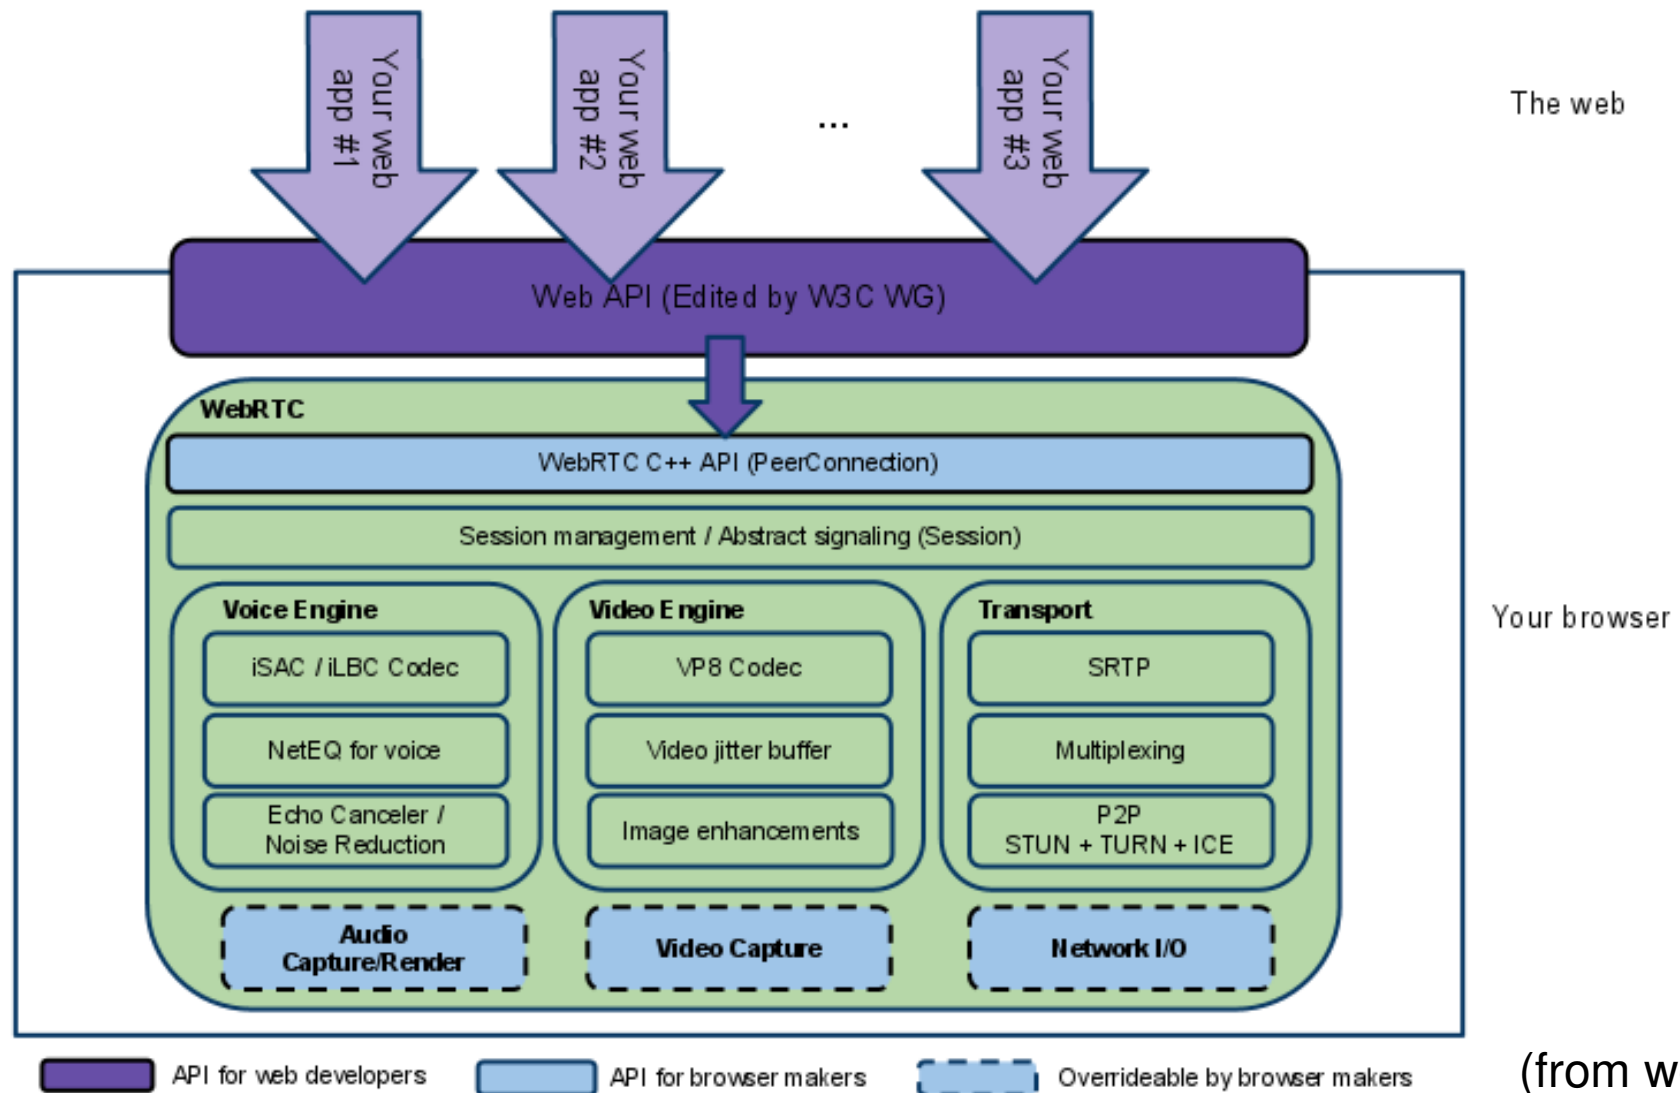 Your web
app #1
Your web
app #2
...
Your web
app #3
The web
Web API (Edited by W3C WG)
WebRTC
WebRTC C++ API (PeerConnection)
Session management / Abstract signaling (Session)
Your browser
Voice Engine
iSAC / iLBC Codec
NetEQ for voice
Echo Canceler /
Noise Reduction
Video Engine
VP8 Codec
Video jitter buffer
Image enhancements
Transport
SRTP
Multiplexing
P2P
STUN + TURN + ICE
Audio
Capture/Render
Video Capture
Network I/O
API for web developers
API for browser makers
Overrideable by browser makers
(from w